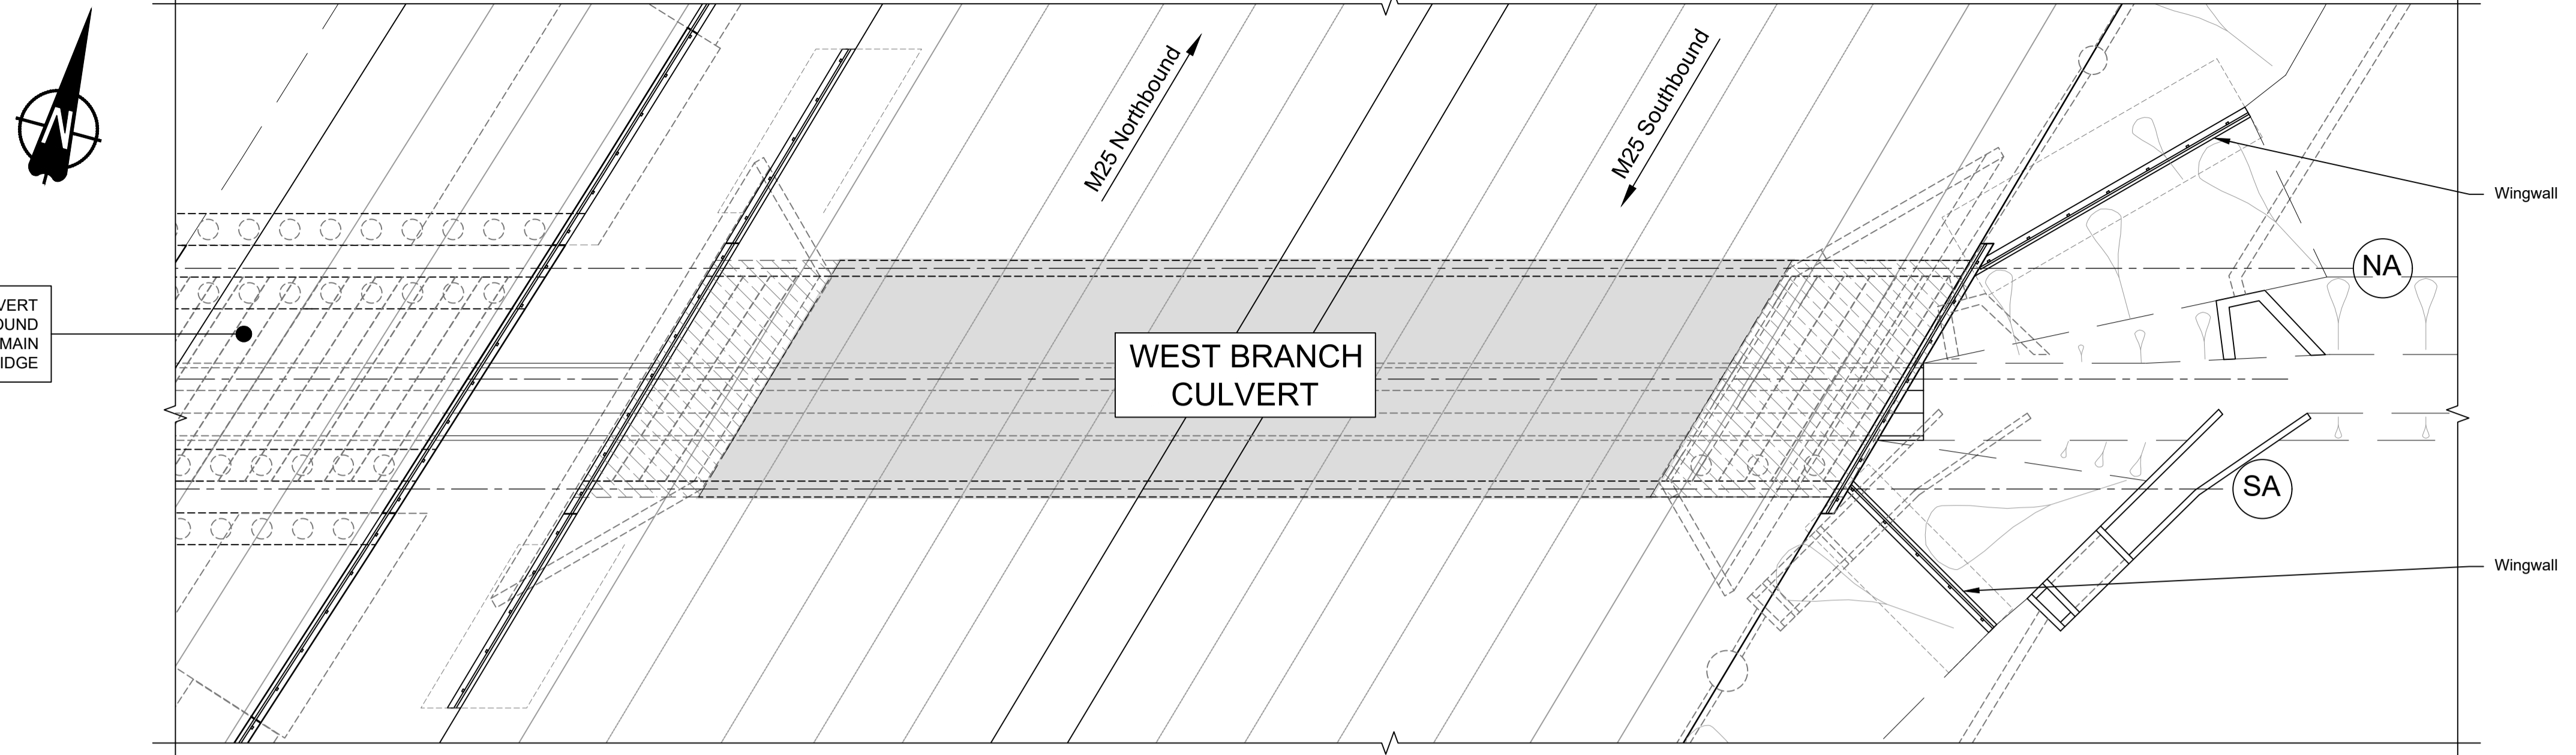 N
M25 Northbound
M25 Southbound
Wingwall
NA
VERT
OUND
MAIN
IDGE
WEST BRANCH
CULVERT
SA
Wingwall